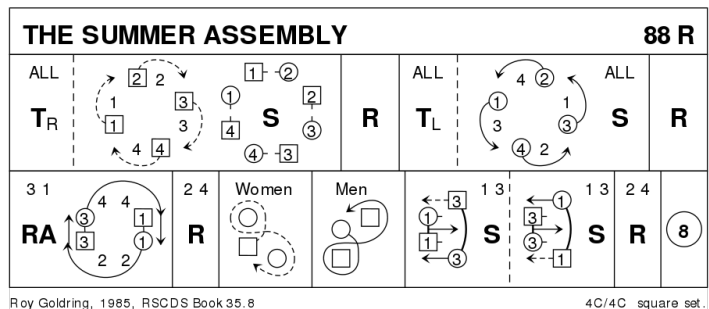 THE SUMMER ASSEMBLY 88 R
ALL ALL ALL
TR 2 2 1 3 1 3 4 4 1 2 1 2 S 4 3 4 3 R TL 4 2 1 1 3 3 4 2 S R
3 1 2 4 Women Men 1 3 1 3 2 4
RA 4 4 3 1 3 1 2 2 R 3 1 1 3 S 1 3 3 1 S R 8
Roy Goldring, 1985, RSCDS Book 35.8 4C/4C square set.